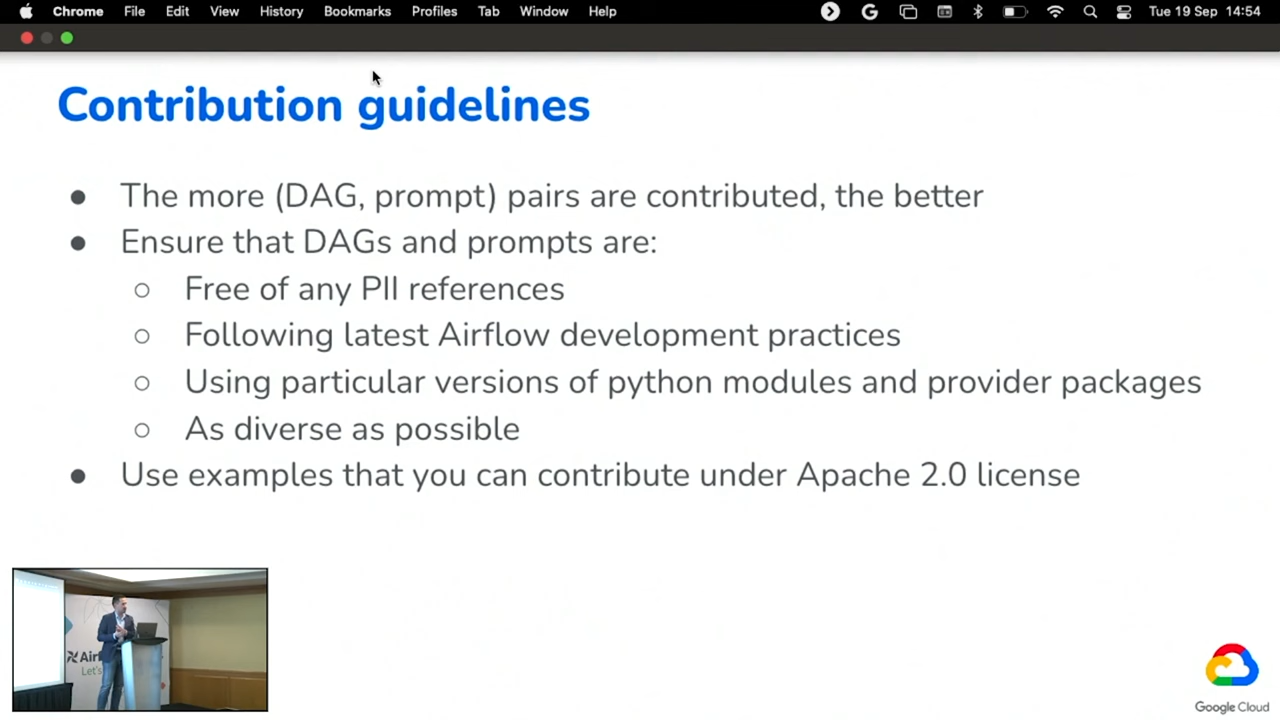 Chrome File Edit View History Bookmarks Profiles Tab Window Help Tue 19 Sep 14:54
Contribution guidelines
● The more (DAG, prompt) pairs are contributed, the better
● Ensure that DAGs and prompts are:
○ Free of any PII references
○ Following latest Airflow development practices
○ Using particular versions of python modules and provider packages
○ As diverse as possible
● Use examples that you can contribute under Apache 2.0 license
Let's
Google Cloud